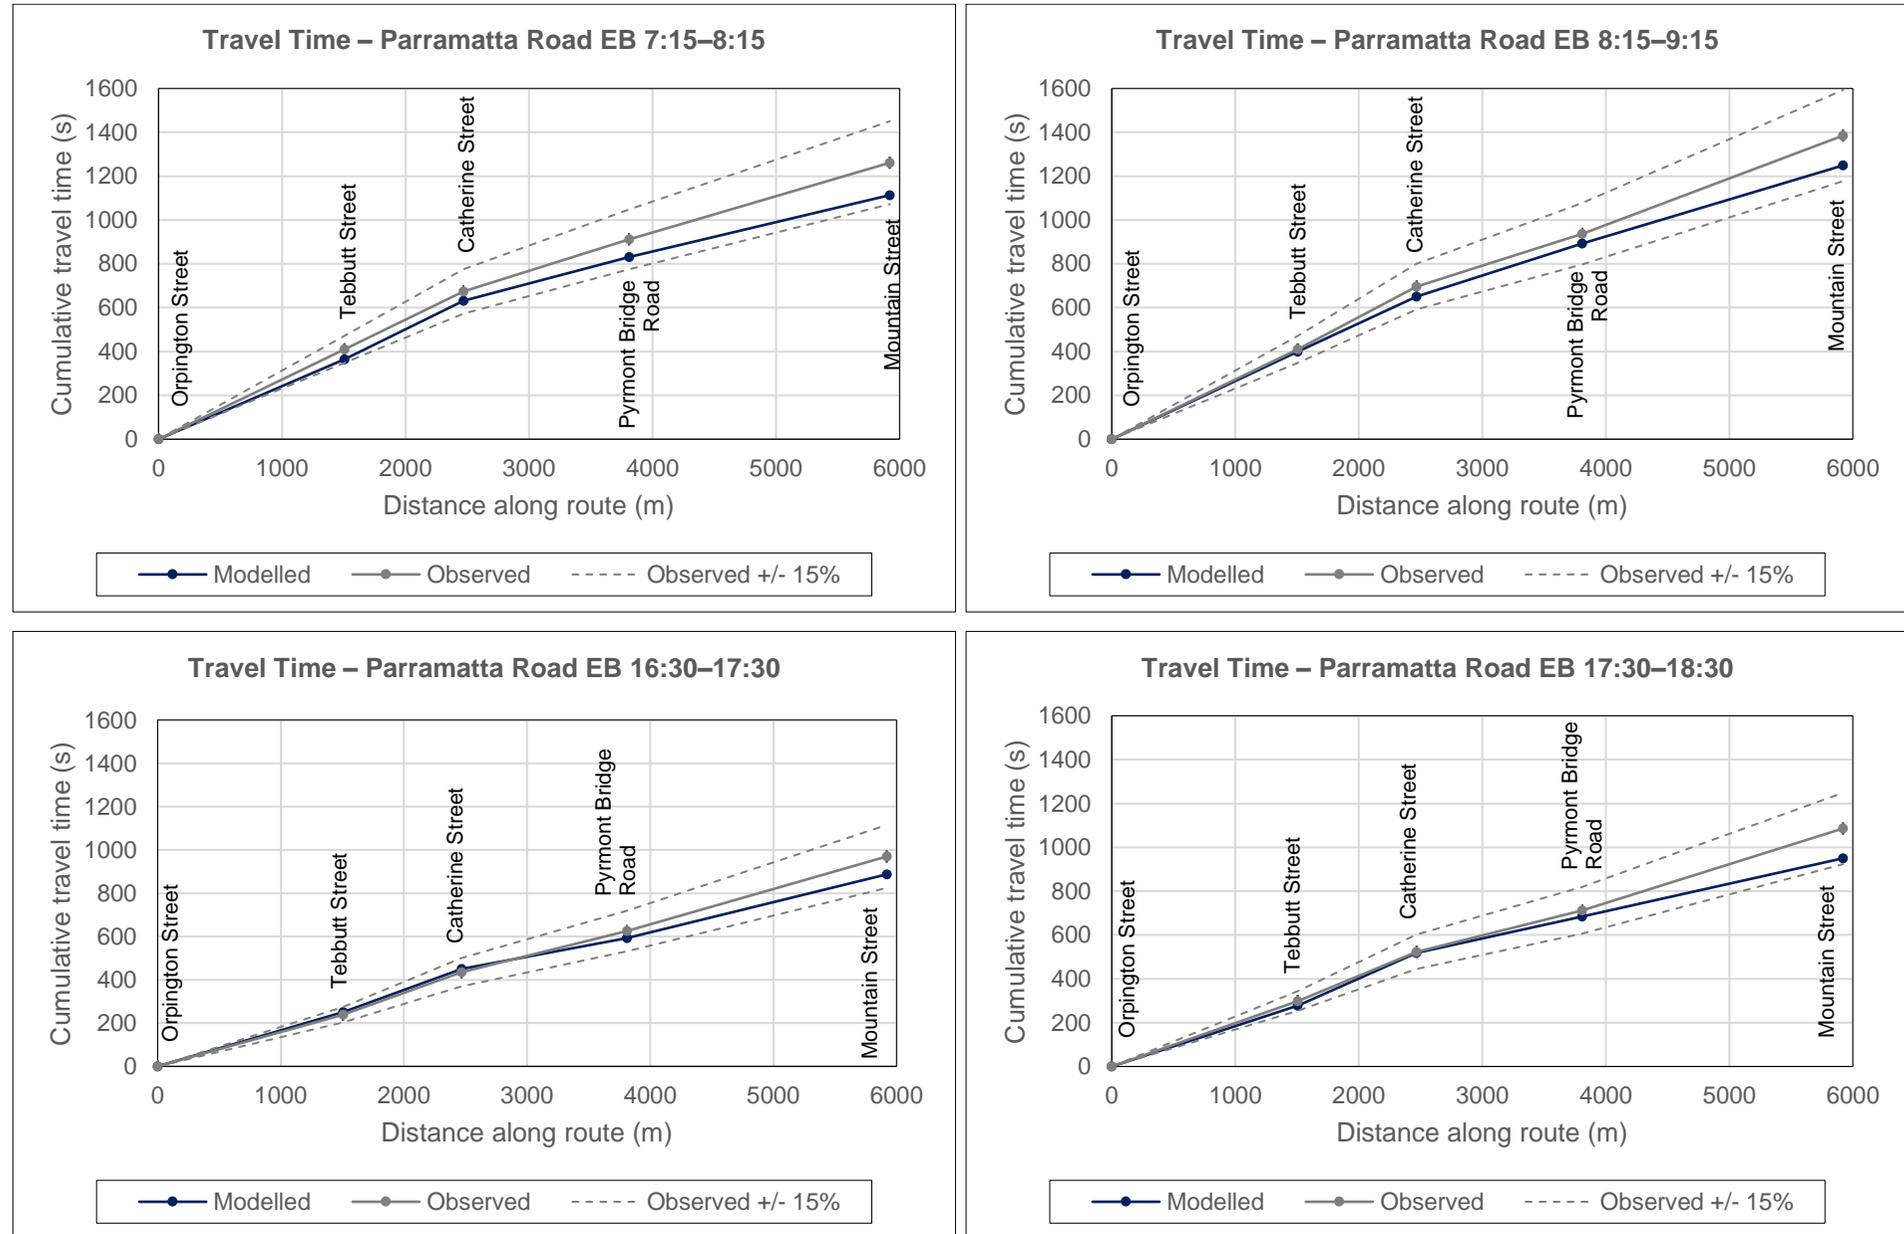 Travel Time – Parramatta Road EB 7:15–8:15
Cumulative travel time (s)
1600
1400
1200
1000
800
600
400
200
0
Orpington Street
Tebbutt Street
Catherine Street
Pyrmont Bridge
Road
Mountain Street
0 1000 2000 3000 4000 5000 6000
Distance along route (m)
Modelled Observed Observed +/- 15%
Travel Time – Parramatta Road EB 8:15–9:15
Cumulative travel time (s)
1600
1400
1200
1000
800
600
400
200
0
Orpington Street
Tebbutt Street
Catherine Street
Pyrmont Bridge
Road
Mountain Street
0 1000 2000 3000 4000 5000 6000
Distance along route (m)
Modelled Observed Observed +/- 15%
Travel Time – Parramatta Road EB 16:30–17:30
Cumulative travel time (s)
1600
1400
1200
1000
800
600
400
200
0
Orpington Street
Tebbutt Street
Catherine Street
Pyrmont Bridge
Road
Mountain Street
0 1000 2000 3000 4000 5000 6000
Distance along route (m)
Modelled Observed Observed +/- 15%
Travel Time – Parramatta Road EB 17:30–18:30
Cumulative travel time (s)
1600
1400
1200
1000
800
600
400
200
0
Orpington Street
Tebbutt Street
Catherine Street
Pyrmont Bridge
Road
Mountain Street
0 1000 2000 3000 4000 5000 6000
Distance along route (m)
Modelled Observed Observed +/- 15%